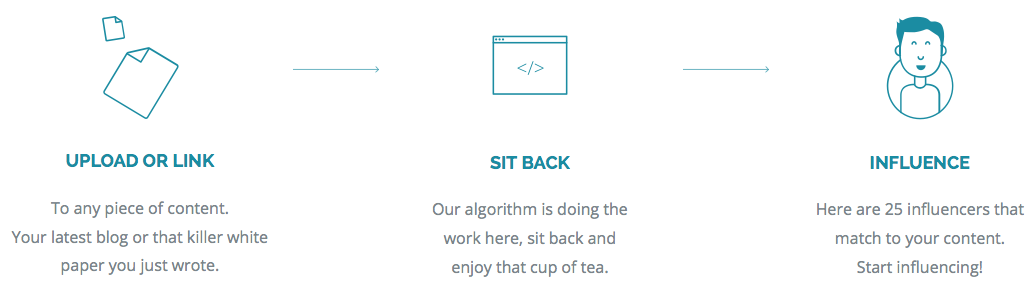 </>
UPLOAD OR LINK
To any piece of content.
Your latest blog or that killer white
paper you just wrote.
SIT BACK
Our algorithm is doing the
work here, sit back and
enjoy that cup of tea.
INFLUENCE
Here are 25 influencers that
match to your content.
Start influencing!